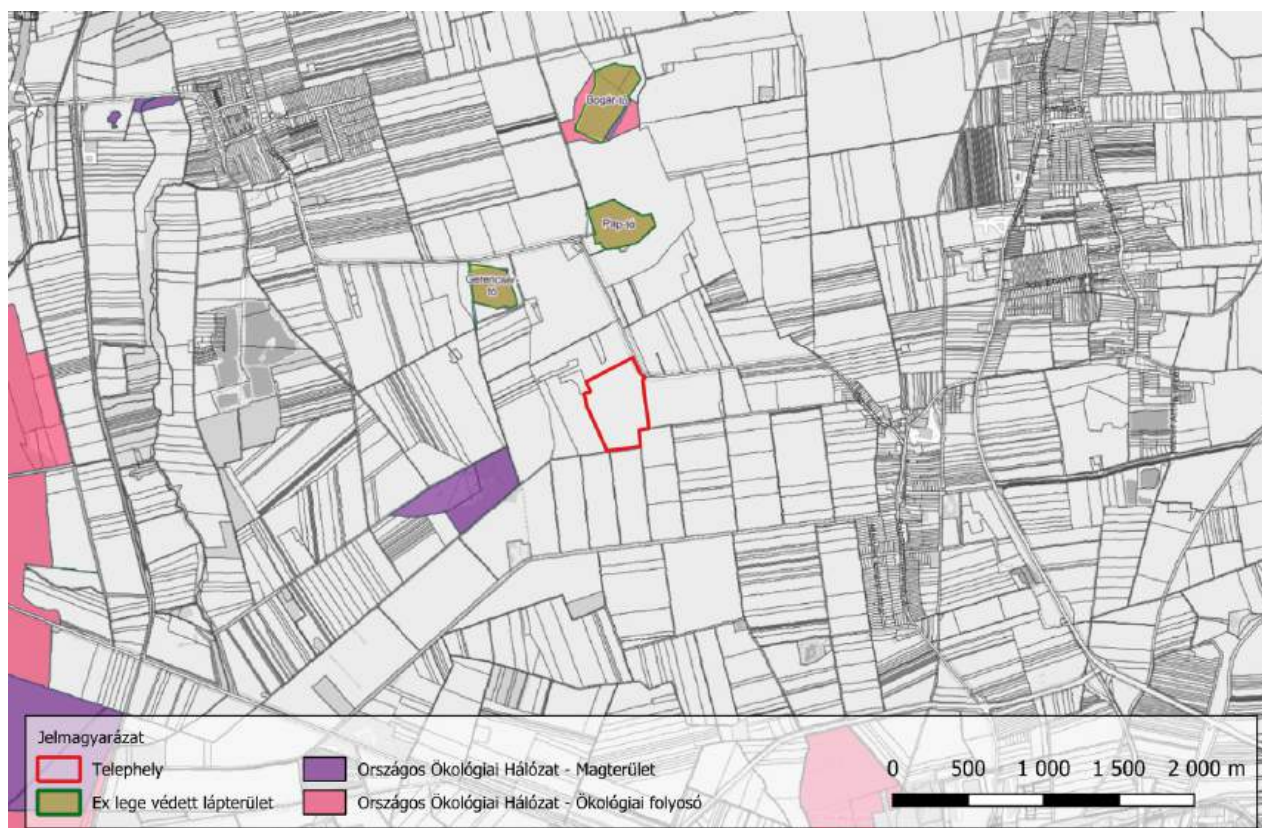 Bogár-tó
Pap-tó
Gerencsér
tó
Jelmagyarázat
Telephely
Ex lege védett lápterület
Országos Ökológiai Hálózat - Magterület
Országos Ökológiai Hálózat - Ökológiai folyosó
0 500 1 000 1 500 2 000 m